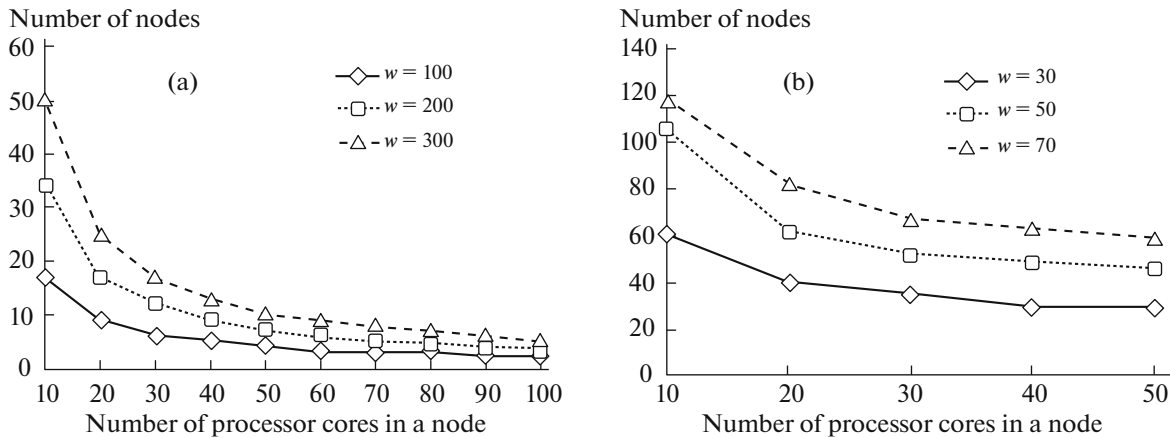 Number of nodes
60
50
40
30
20
10
0
(a)
w = 100
w = 200
w = 300
10 20 30 40 50 60 70 80 90 100
Number of processor cores in a node
Number of nodes
140
120
100
80
60
40
20
0
(b)
w = 30
w = 50
w = 70
10 20 30 40 50
Number of processor cores in a node